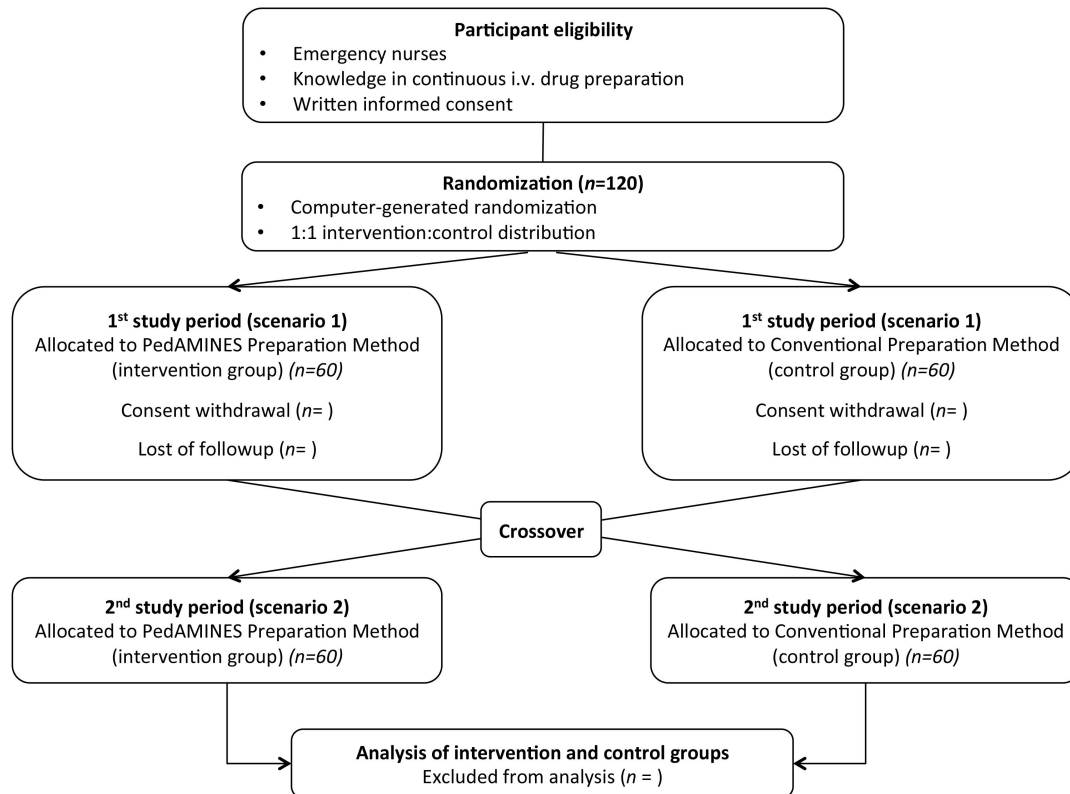 Participant eligibility
• Emergency nurses
• Knowledge in continuous i.v. drug preparation
• Written informed consent
Randomization (n=120)
• Computer-generated randomization
• 1:1 intervention:control distribution
1st study period (scenario 1)
Allocated to PedAMINES Preparation Method
(intervention group) (n=60)
Consent withdrawal (n= )
Lost of followup (n= )
1st study period (scenario 1)
Allocated to Conventional Preparation Method
(control group) (n=60)
Consent withdrawal (n= )
Lost of followup (n= )
Crossover
2nd study period (scenario 2)
Allocated to PedAMINES Preparation Method
(intervention group) (n=60)
2nd study period (scenario 2)
Allocated to Conventional Preparation Method
(control group) (n=60)
Analysis of intervention and control groups
Excluded from analysis (n = )